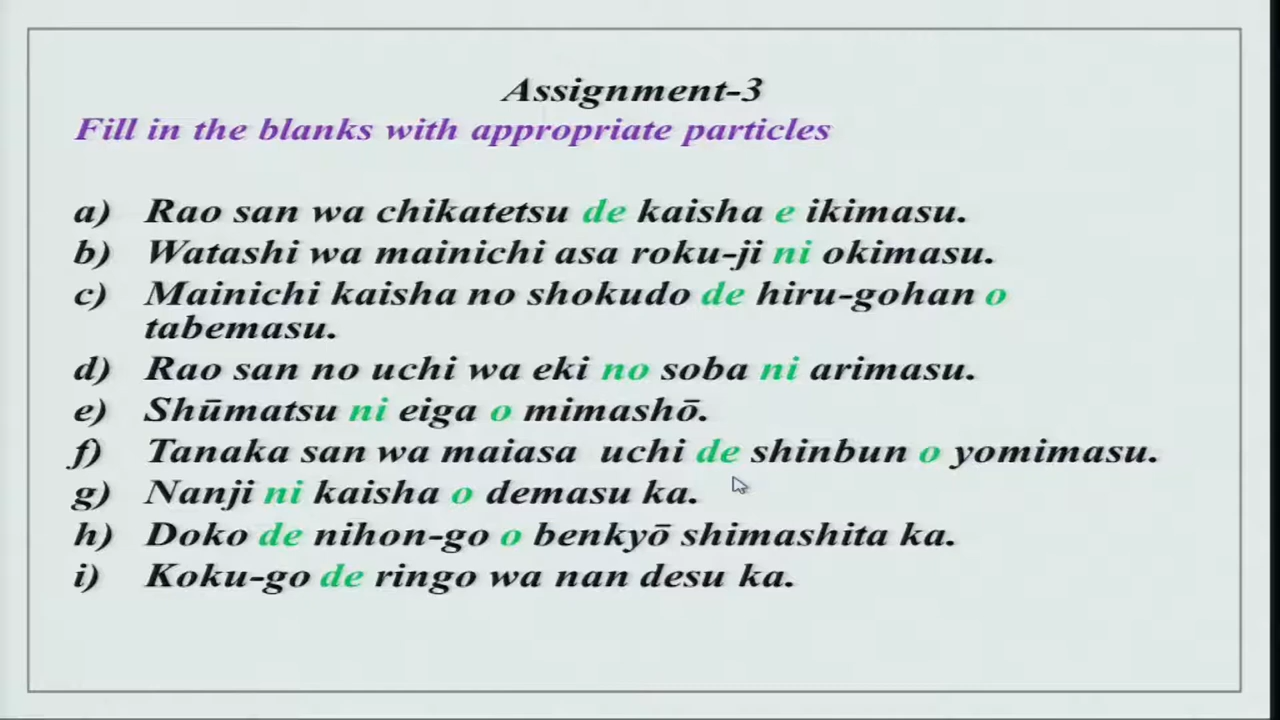 Assignment-3
Fill in the blanks with appropriate particles
a) Rao san wa chikatetsu de kaisha e ikimasu.
b) Watashi wa mainichi asa roku-ji ni okimasu.
c) Mainichi kaisha no shokudo de hiru-gohan o
tabemasu.
d) Rao san no uchi wa eki no soba ni arimasu.
e) Shūmatsu ni eiga o mimashō.
f) Tanaka san wa maiasa uchi de shinbun o yomimasu.
g) Nanji ni kaisha o demasu ka.
h) Doko de nihon-go o benkyō shimashita ka.
i) Koku-go de ringo wa nan desu ka.